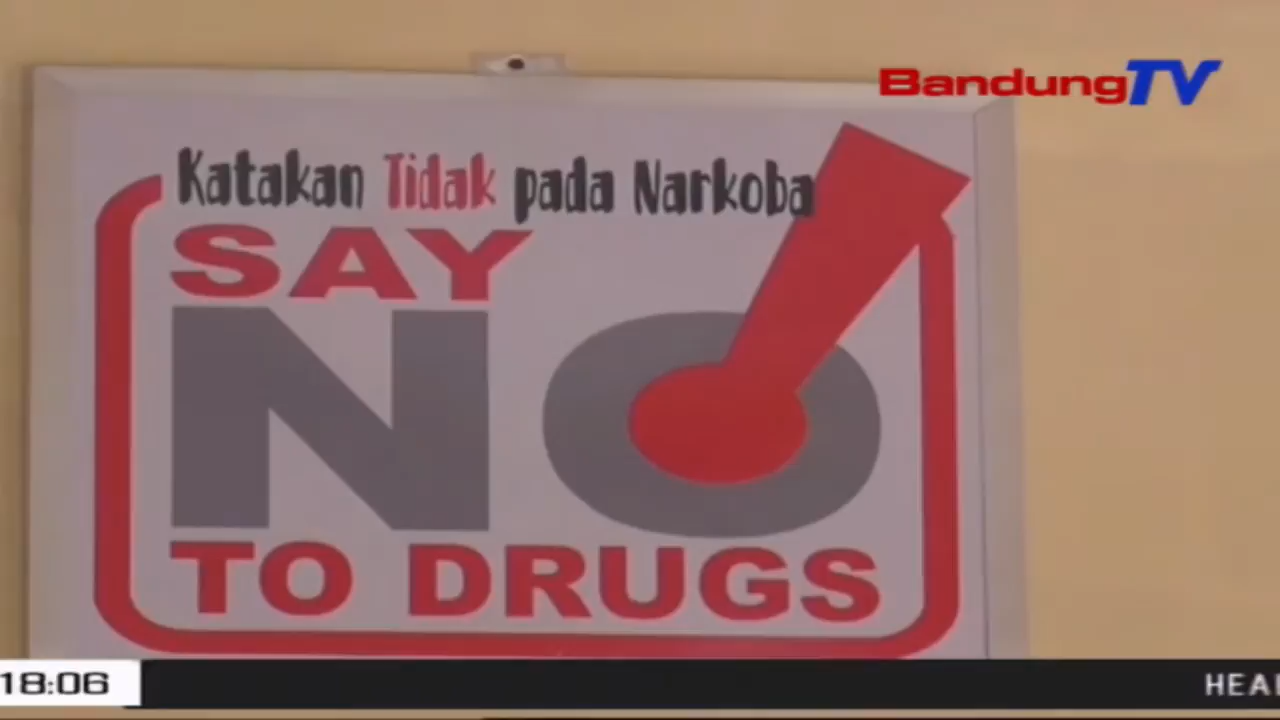 BandungTV
Katakan Tidak pada Narkoba
SAY
NO
TO DRUGS
18:06